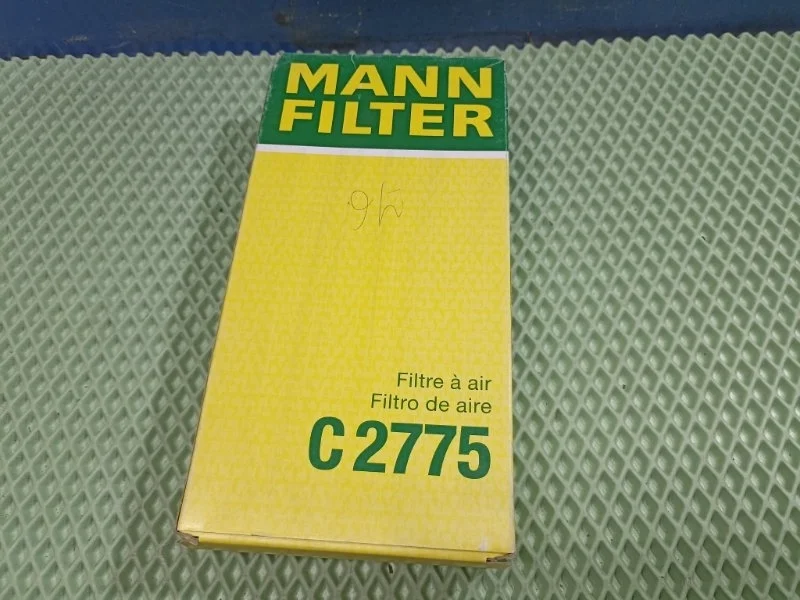 MANN
FILTER
Filtre à air
Filtro de aire
C 2775